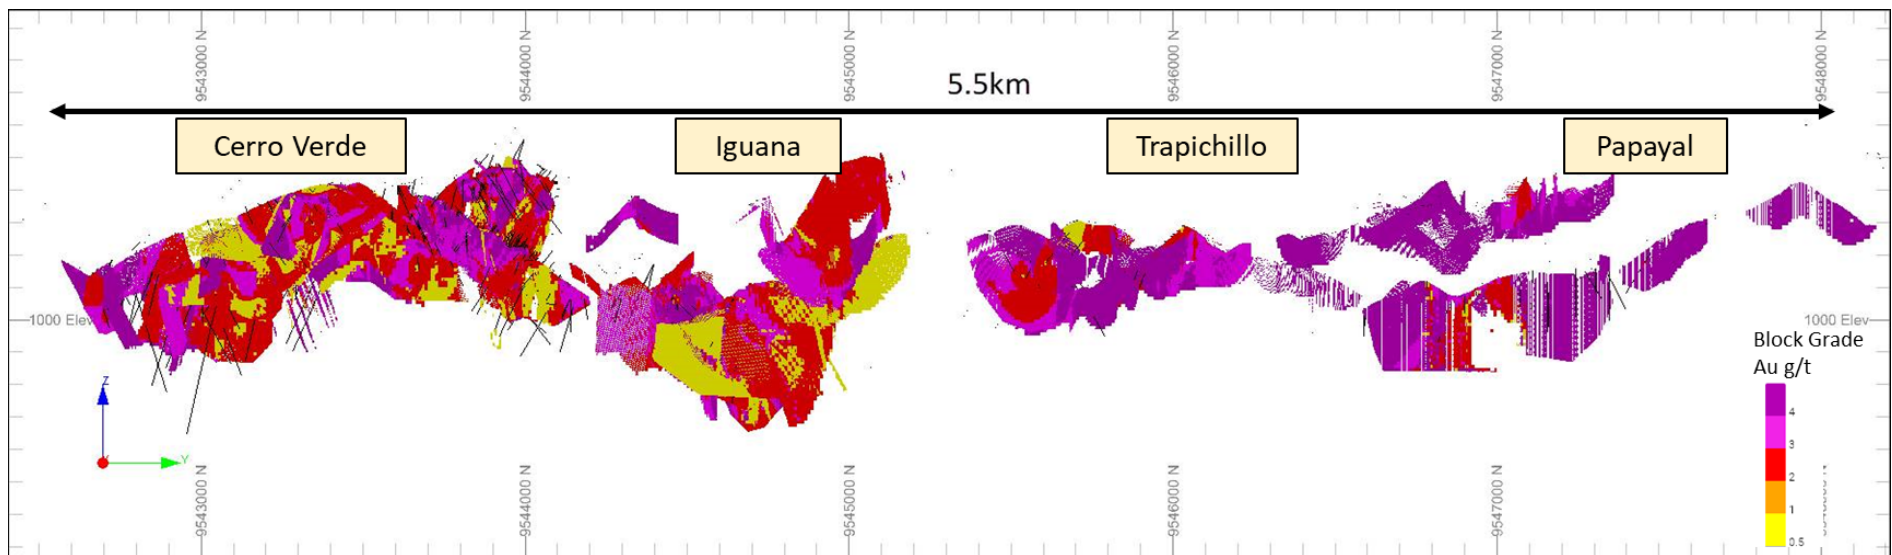 9543000 N
9544000 N
9545000 N
9546000 N
9547000 N
9548000 N
5.5km
Cerro Verde
Iguana
Trapichillo
Papayal
1000 Elev
1000 Elev
Block Grade
Au g/t
4
3
2
1
0.5
Z
Y
9543000 N
9544000 N
9545000 N
9546000 N
9547000 N